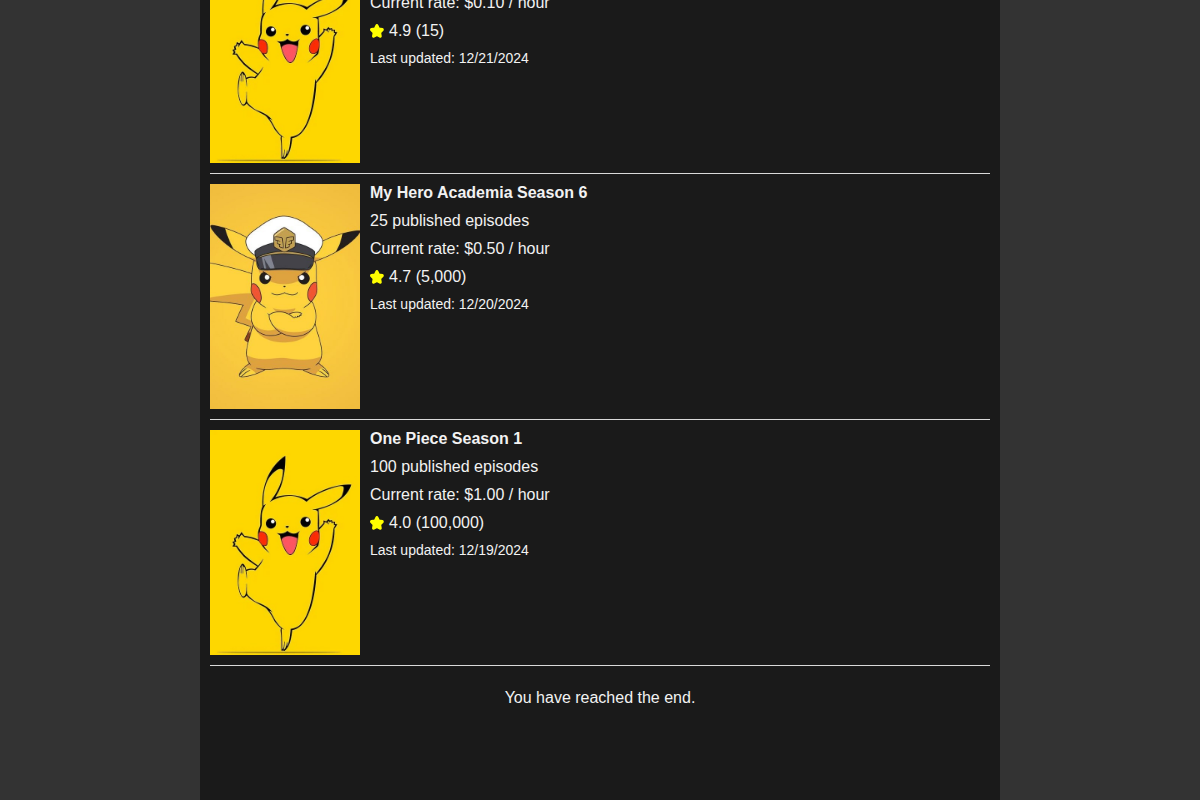 Current rate: $0.10 / hour
4.9 (15)
Last updated: 12/21/2024
My Hero Academia Season 6
25 published episodes
Current rate: $0.50 / hour
4.7 (5,000)
Last updated: 12/20/2024
One Piece Season 1
100 published episodes
Current rate: $1.00 / hour
4.0 (100,000)
Last updated: 12/19/2024
You have reached the end.